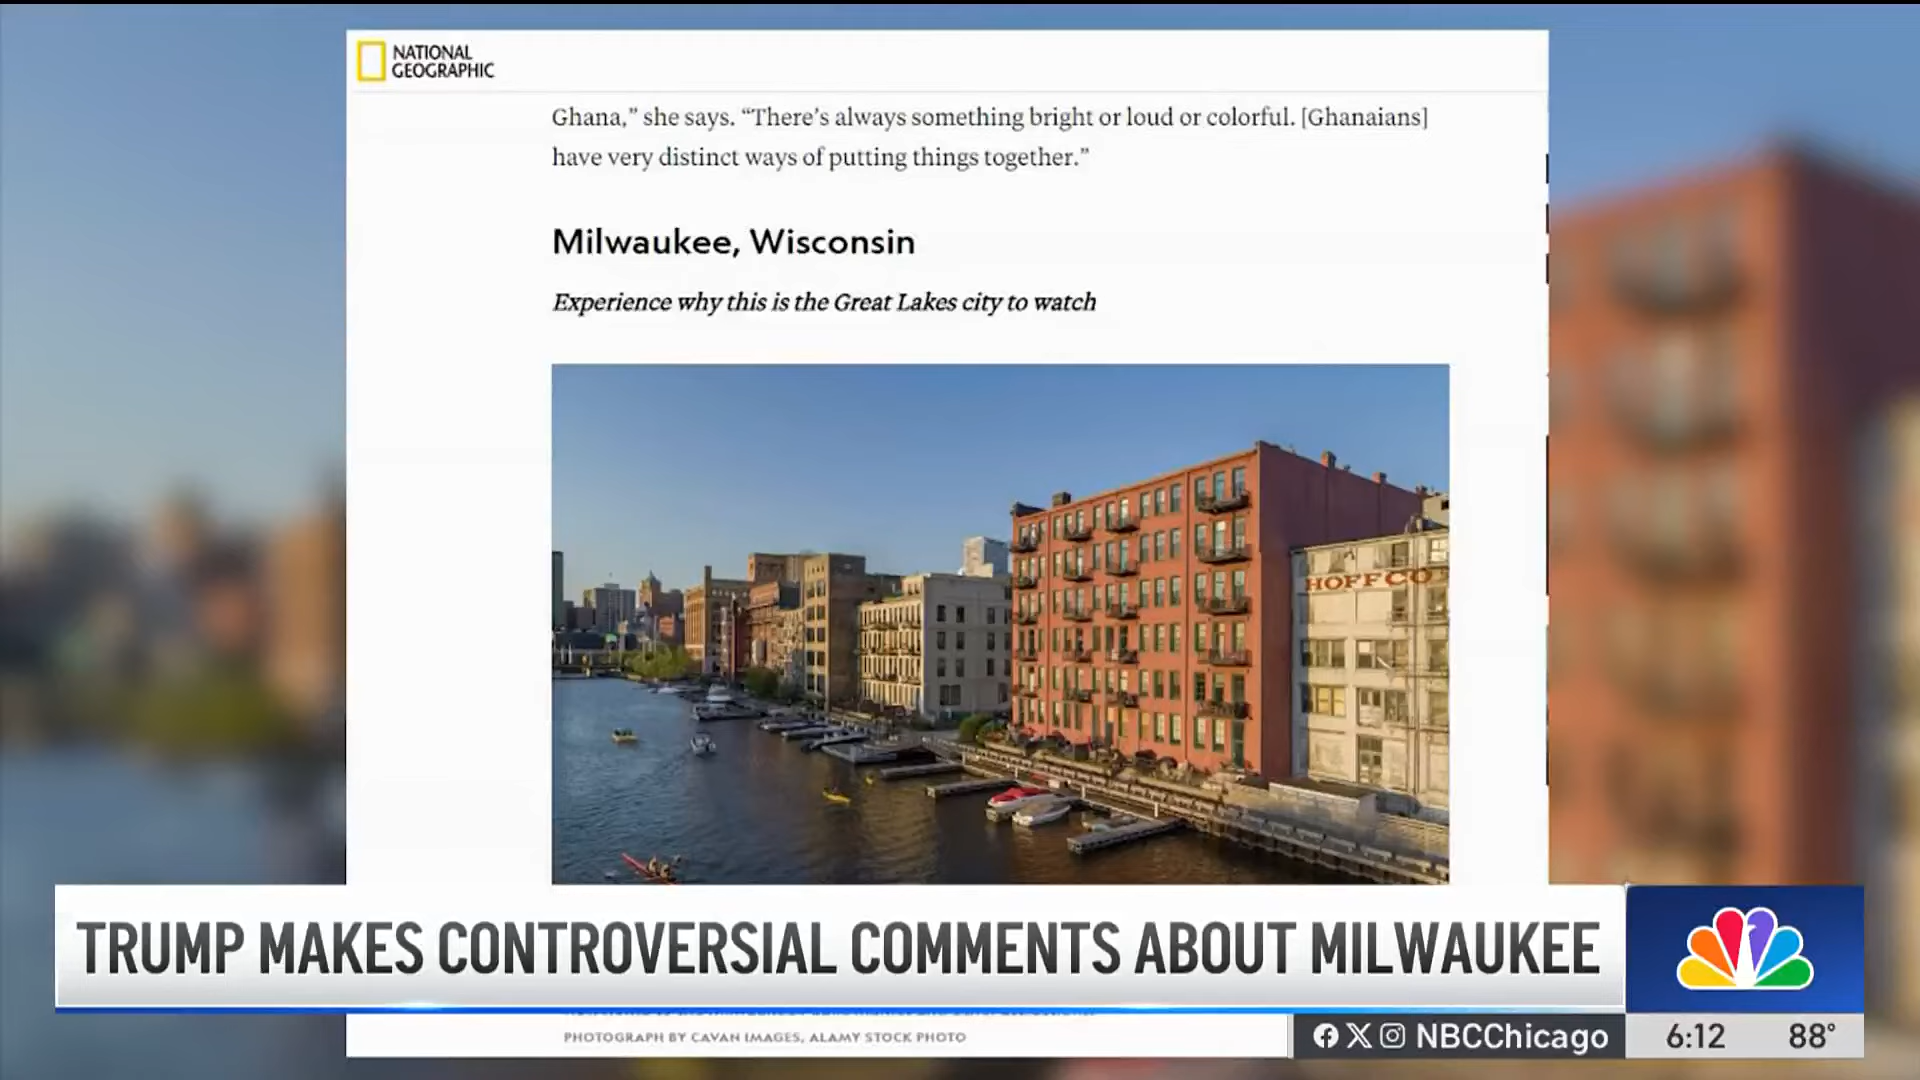 NATIONAL
GEOGRAPHIC
Ghana,” she says. “There’s always something bright or loud or colorful. [Ghanaians]
have very distinct ways of putting things together.”
Milwaukee, Wisconsin
Experience why this is the Great Lakes city to watch
HOFFCO
TRUMP MAKES CONTROVERSIAL COMMENTS ABOUT MILWAUKEE
PHOTOGRAPH BY CAVAN IMAGES, ALAMY STOCK PHOTO
NBCChicago
6:12 88°